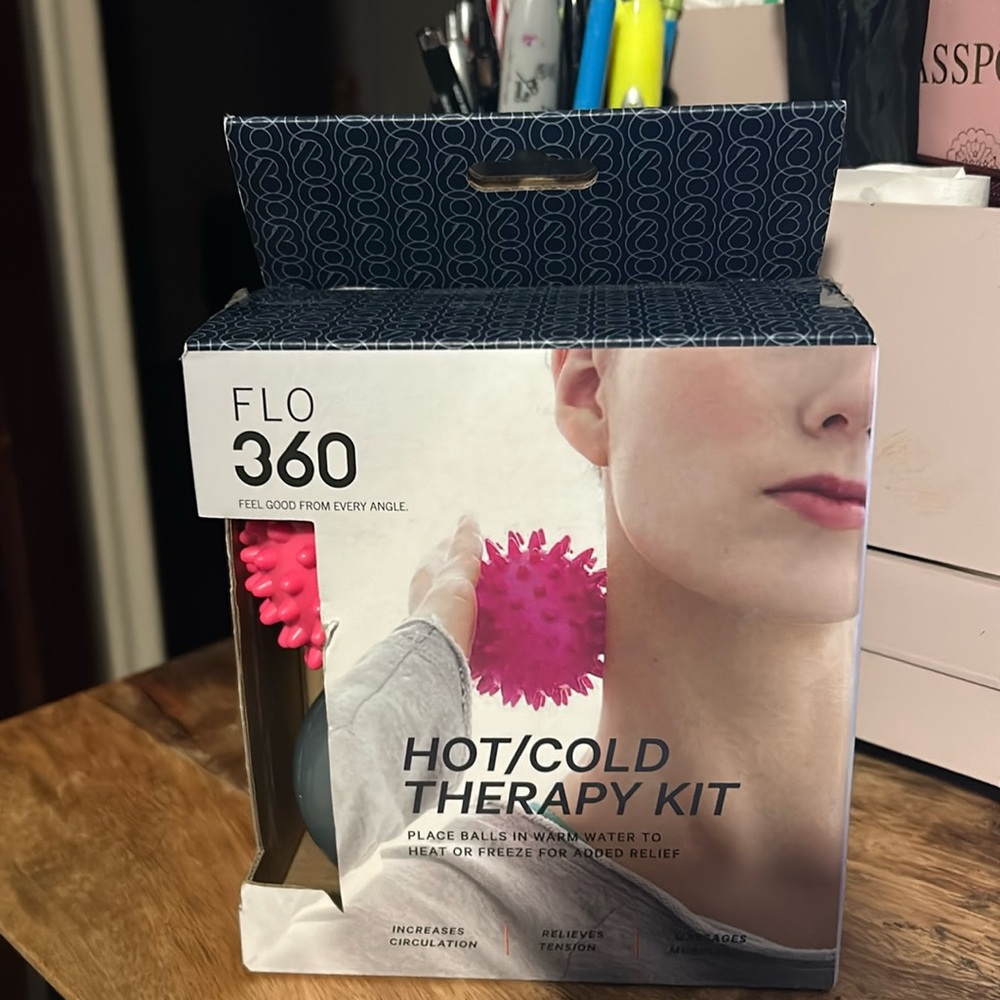 ASSPO
FLO
360
FEEL GOOD FROM EVERY ANGLE.
HOT/COLD
THERAPY KIT
PLACE BALLS IN WARM WATER TO
HEAT OR FREEZE FOR ADDED RELIEF
INCREASES
CIRCULATION
RELIEVES
TENSION
MASSAGES